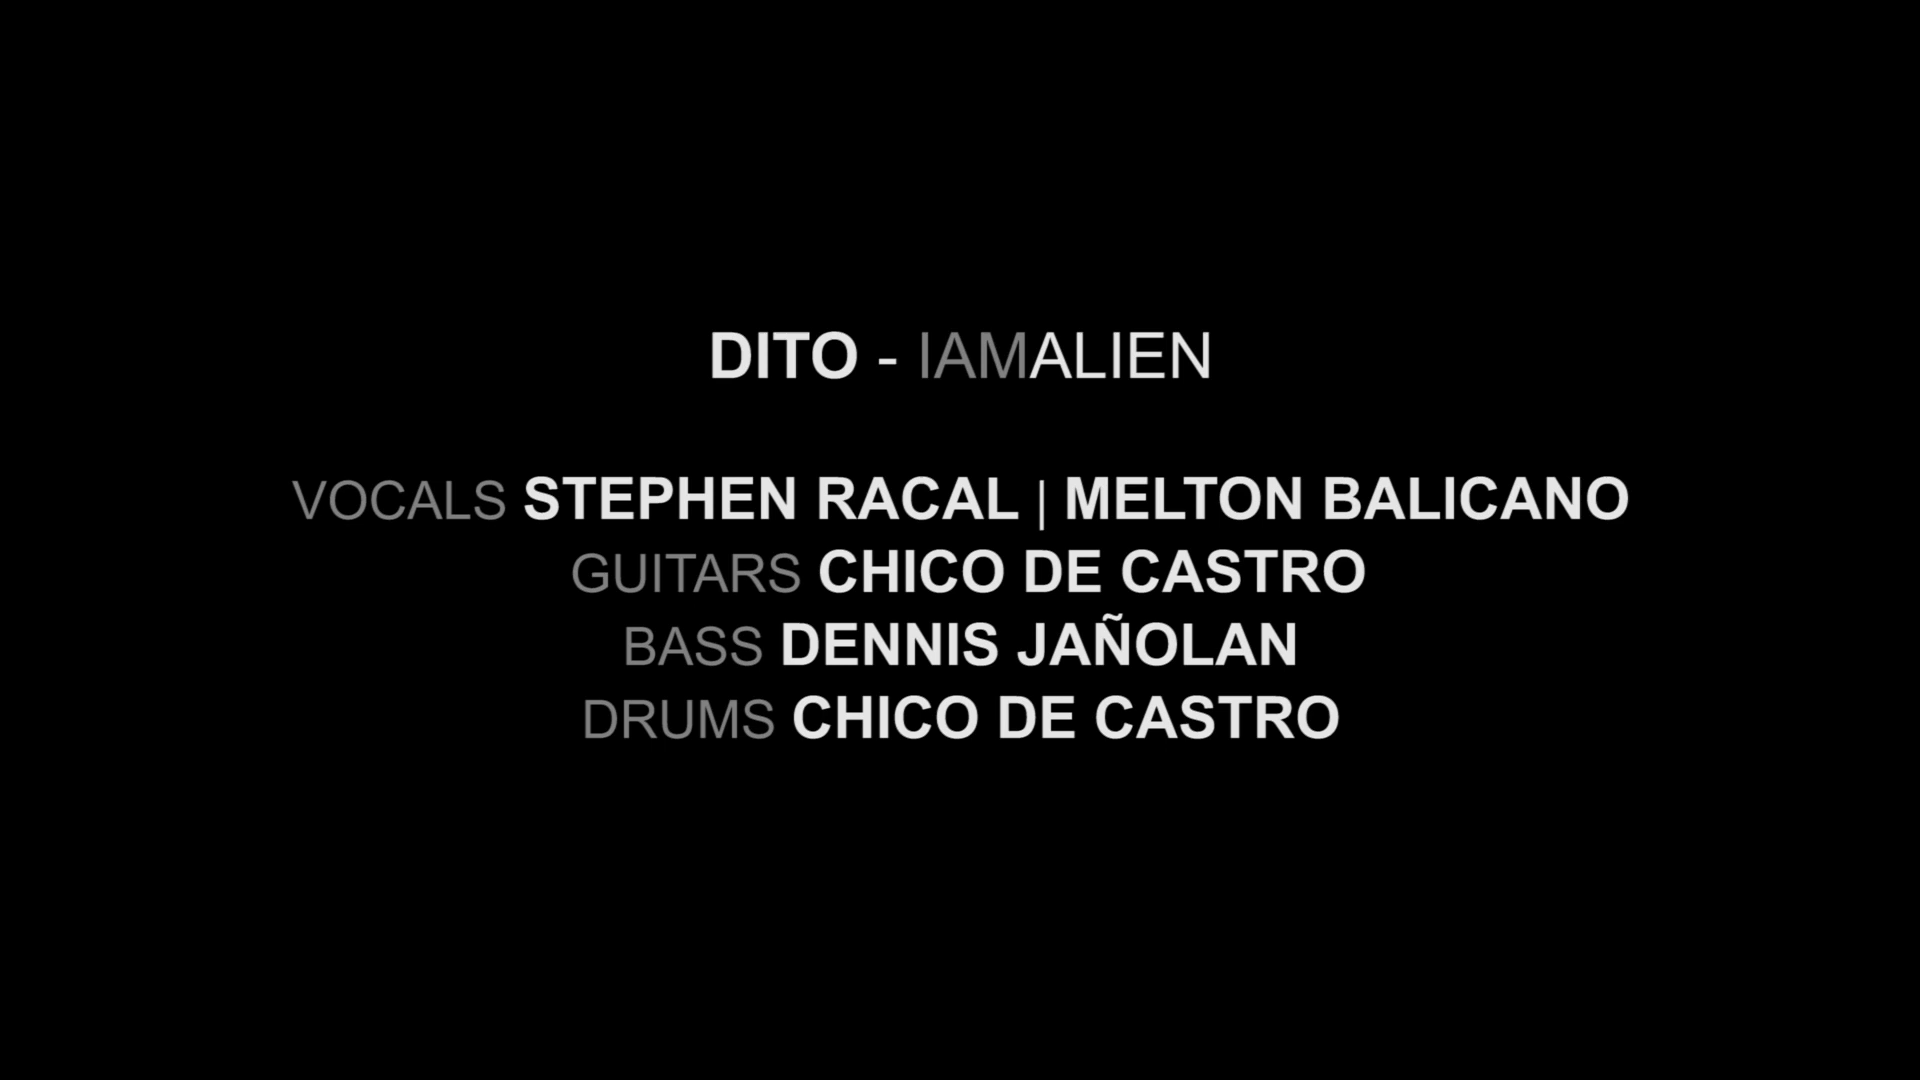 DITO - IAMALIEN
VOCALS STEPHEN RACAL | MELTON BALICANO
GUITARS CHICO DE CASTRO
BASS DENNIS JAÑOLAN
DRUMS CHICO DE CASTRO